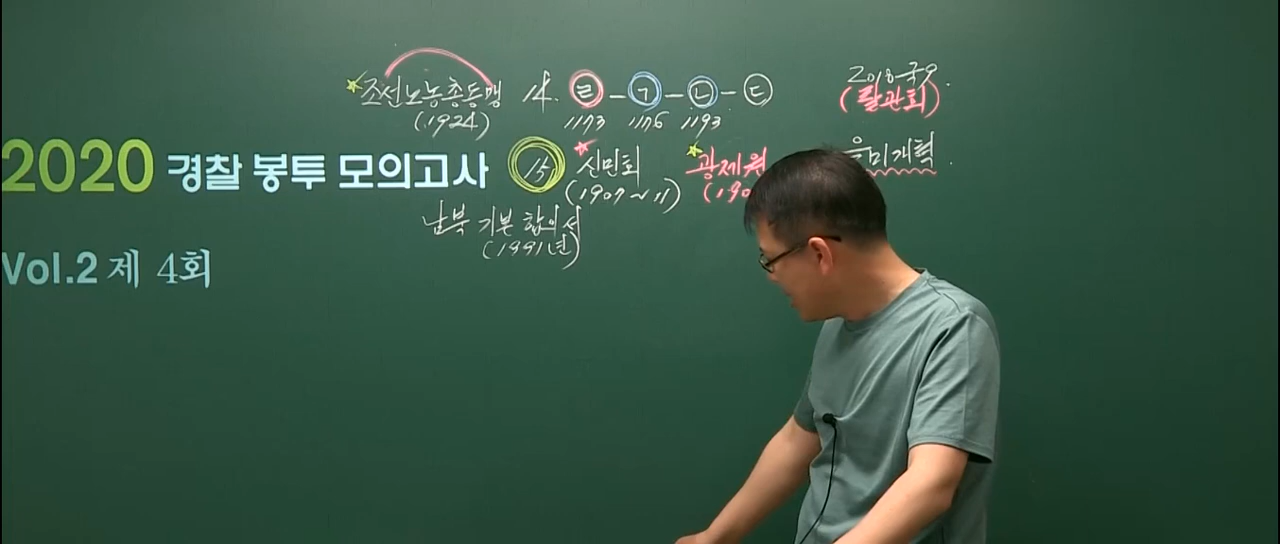 조선노농총동맹 14. ㄹ - ㄱ - ㄴ - ㄷ 2018 국9.
(1924) 1173 1176 1193 (팔관회)
2020 경찰 봉투 모의고사 15 신민회 광제원 을미개혁.
(1907~11) (190
남북 기본 합의서
(1991년)
Vol.2 제 4회